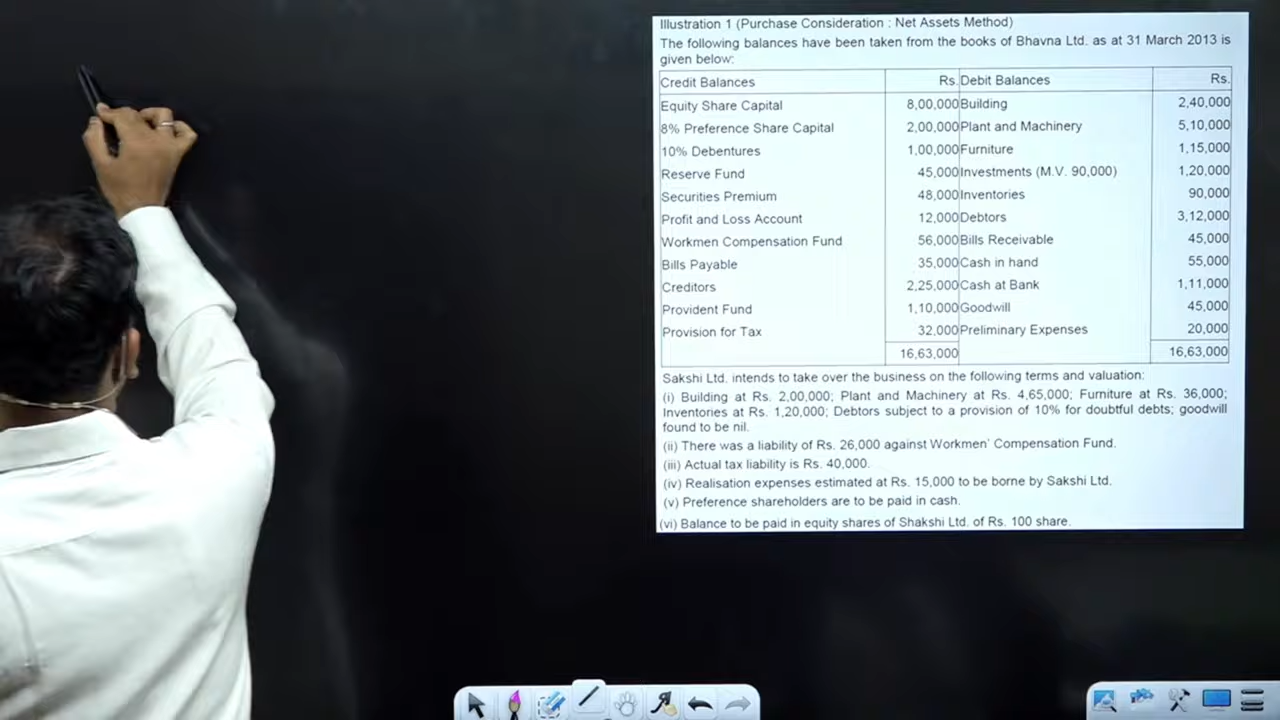 Illustration 1 (Purchase Consideration : Net Assets Method)
The following balances have been taken from the books of Bhavna Ltd. as at 31 March 2013 is
given below:
Credit Balances Rs. Debit Balances Rs.
Equity Share Capital 8,00,000 Building 2,40,000
8% Preference Share Capital 2,00,000 Plant and Machinery 5,10,000
10% Debentures 1,00,000 Furniture 1,15,000
Reserve Fund 45,000 Investments (M.V. 90,000) 1,20,000
Securities Premium 48,000 Inventories 90,000
Profit and Loss Account 12,000 Debtors 3,12,000
Workmen Compensation Fund 56,000 Bills Receivable 45,000
Bills Payable 35,000 Cash in hand 55,000
Creditors 2,25,000 Cash at Bank 1,11,000
Provident Fund 1,10,000 Goodwill 45,000
Provision for Tax 32,000 Preliminary Expenses 20,000
16,63,000 16,63,000
Sakshi Ltd. intends to take over the business on the following terms and valuation:
(i) Building at Rs. 2,00,000; Plant and Machinery at Rs. 4,65,000; Furniture at Rs. 36,000;
Inventories at Rs. 1,20,000; Debtors subject to a provision of 10% for doubtful debts; goodwill
found to be nil.
(ii) There was a liability of Rs. 26,000 against Workmen' Compensation Fund.
(iii) Actual tax liability is Rs. 40,000.
(iv) Realisation expenses estimated at Rs. 15,000 to be borne by Sakshi Ltd.
(v) Preference shareholders are to be paid in cash.
(vi) Balance to be paid in equity shares of Shakshi Ltd. of Rs. 100 share.